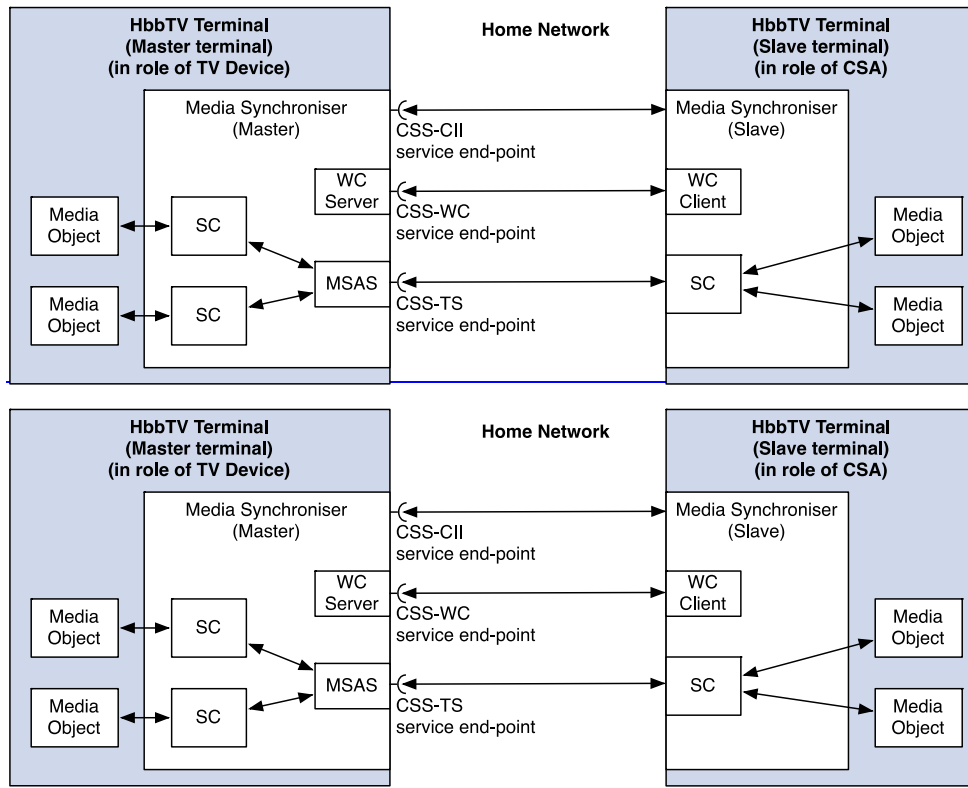 HbbTV Terminal
(Master terminal)
(in role of TV Device)
Home Network
HbbTV Terminal
(Slave terminal)
(in role of CSA)
Media Synchroniser
(Master)
CSS-CII
service end-point
Media Synchroniser
(Slave)
WC
Server
CSS-WC
service end-point
WC
Client
Media
Object
SC
MSAS
CSS-TS
service end-point
SC
Media
Object
Media
Object
SC
Media
Object
HbbTV Terminal
(Master terminal)
(in role of TV Device)
Home Network
HbbTV Terminal
(Slave terminal)
(in role of CSA)
Media Synchroniser
(Master)
CSS-CII
service end-point
Media Synchroniser
(Slave)
WC
Server
CSS-WC
service end-point
WC
Client
Media
Object
SC
MSAS
CSS-TS
service end-point
SC
Media
Object
Media
Object
SC
Media
Object